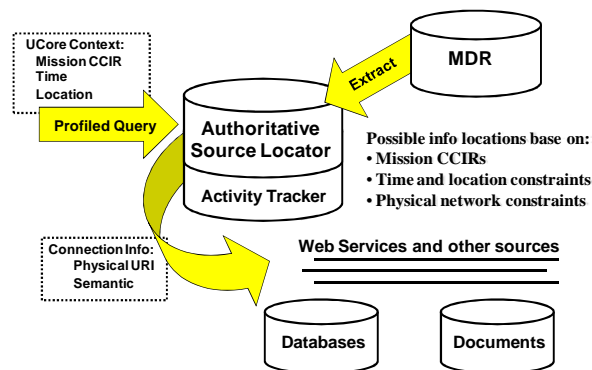 UCore Context:
Mission CCIR
Time
Location
Profiled Query
Extract
MDR
Authoritative
Source Locator
Activity Tracker
Possible info locations base on:
• Mission CCIRs
• Time and location constraints
• Physical network constraints
Connection Info:
Physical URI
Semantic
Web Services and other sources
Databases
Documents